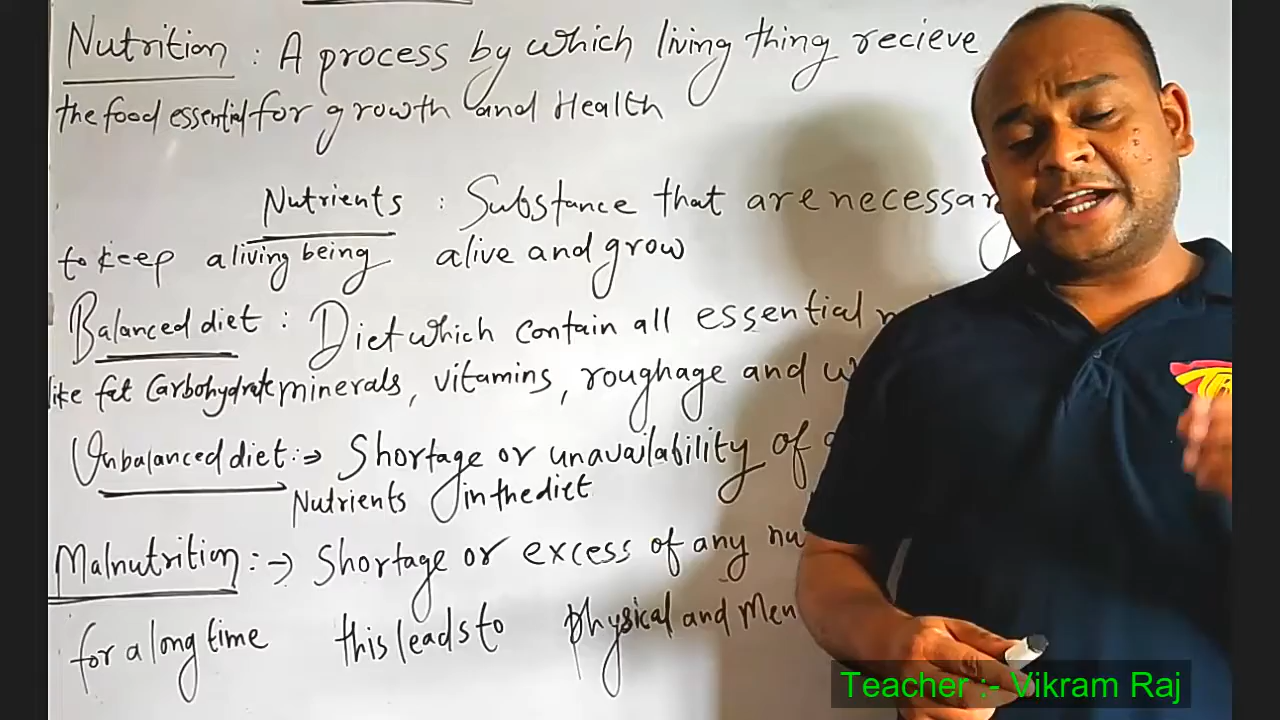 Nutrition : A process by which living thing recieve
the food essential for growth and Health
Nutrients : Substance that are necessary
to keep a living being alive and grow
Balanced diet : Diet which contain all essential
like fat Carbohydrate minerals, vitamins, roughage and
Unbalanced diet :→ Shortage or unavailability of
Nutrients in the diet
Malnutrition :→ Shortage or excess of any
for a long time this leads to physical and
Teacher :- Vikram Raj